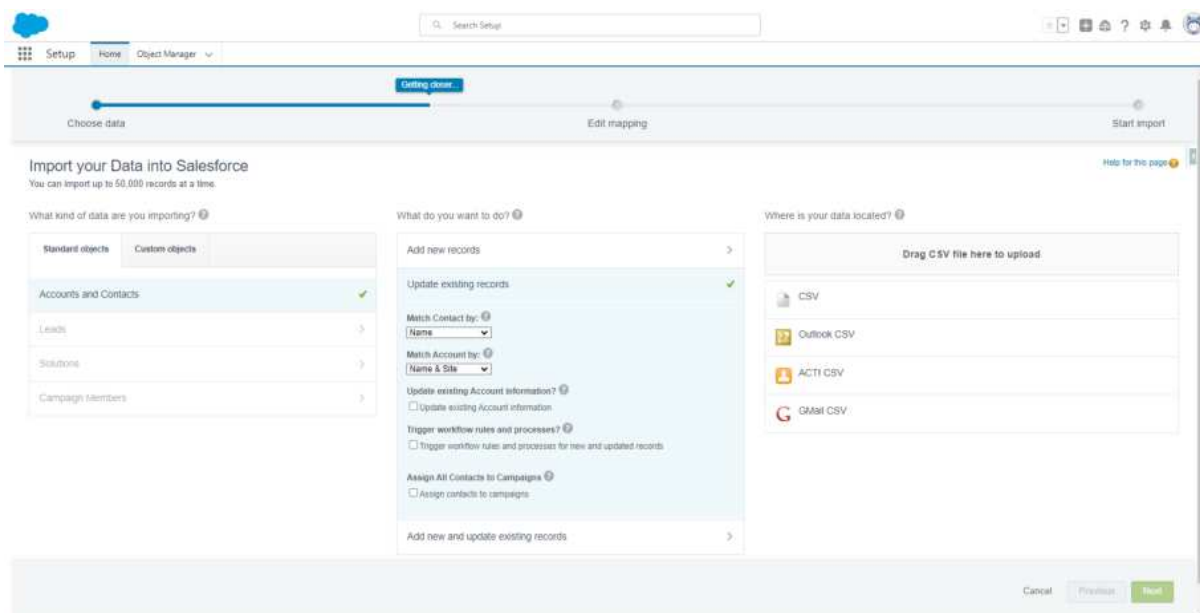 Search Setup
Setup
Home
Object Manager
Getting closer...
Choose data
Edit mapping
Start import
Import your Data into Salesforce
You can import up to 50,000 records at a time.
Help for this page
What kind of data are you importing?
Standard objects
Custom objects
Accounts and Contacts
Leads
Solutions
Campaign Members
What do you want to do?
Add new records
Update existing records
Match Contact by:
Name
Match Account by:
Name & Site
Update existing Account information?
Update existing Account information
Trigger workflow rules and processes?
Trigger workflow rules and processes for new and updated records
Assign All Contacts to Campaigns
Assign contacts to campaigns
Add new and update existing records
Where is your data located?
Drag CSV file here to upload
CSV
Outlook CSV
ACT! CSV
GMail CSV
Cancel
Previous
Next